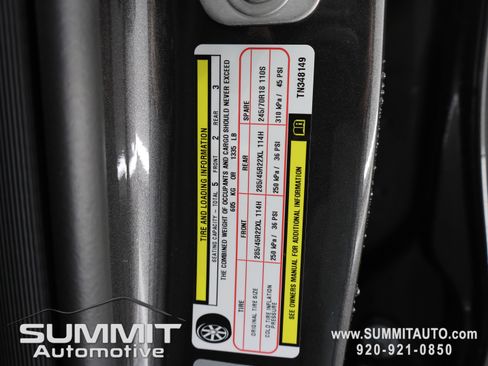 TIRE AND LOADING INFORMATION
SEATING CAPACITY - TOTAL 5 FRONT 2 REAR 3
THE COMBINED WEIGHT OF OCCUPANTS AND CARGO SHOULD NEVER EXCEED
605 KG OR 1335 LB
TIRE FRONT REAR SPARE
ORIGINAL TIRE SIZE 285/45R22XL 114H 285/45R22XL 114H 245/70R18 110S
COLD TIRE INFLATION PRESSURE 250 kPa / 36 PSI 250 kPa / 36 PSI 310 kPa / 45 PSI
SEE OWNERS MANUAL FOR ADDITIONAL INFORMATION
TN348149
SUMMIT
Automotive
WWW.SUMMITAUTO.COM
920-921-0850